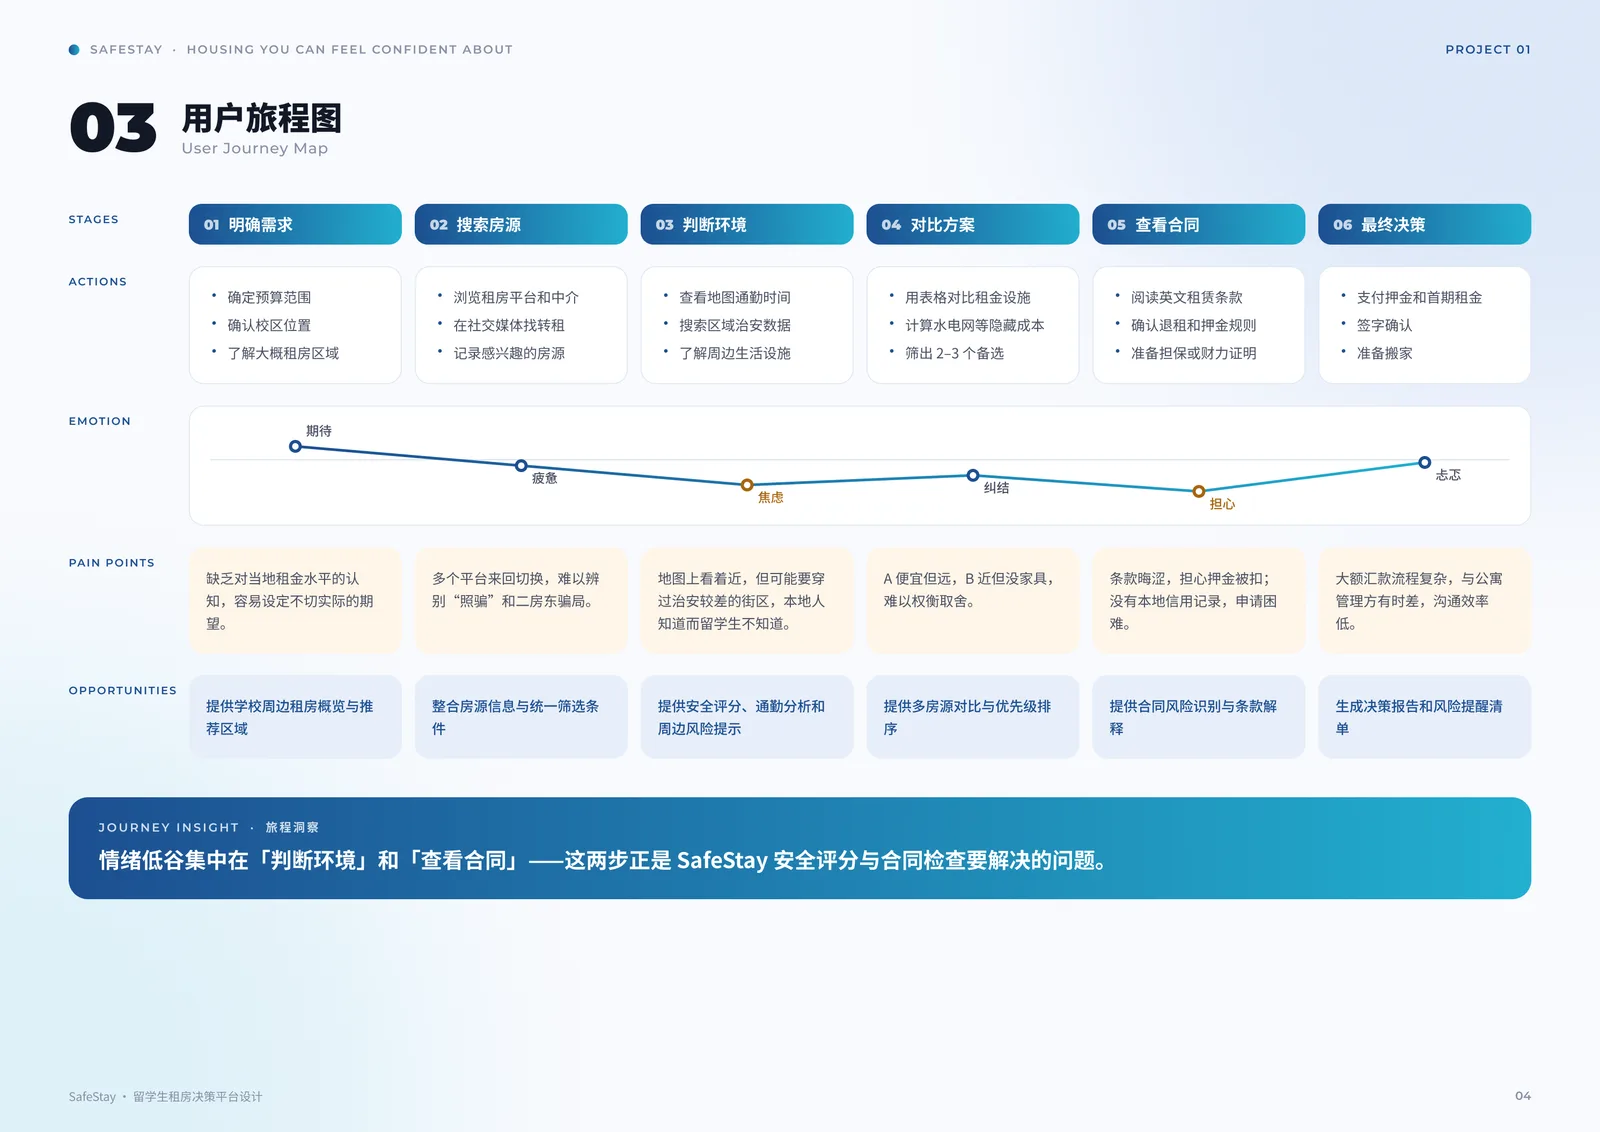 SAFESTAY · HOUSING YOU CAN FEEL CONFIDENT ABOUT
PROJECT 01
03 用户旅程图
User Journey Map
STAGES
01 明确需求
02 搜索房源
03 判断环境
04 对比方案
05 查看合同
06 最终决策
ACTIONS
• 确定预算范围
• 确认校区位置
• 了解大概租房区域
• 浏览租房平台和中介
• 在社交媒体找转租
• 记录感兴趣的房源
• 查看地图通勤时间
• 搜索区域治安数据
• 了解周边生活设施
• 用表格对比租金设施
• 计算水电网等隐藏成本
• 筛出 2–3 个备选
• 阅读英文租赁条款
• 确认退租和押金规则
• 准备担保或财力证明
• 支付押金和首期租金
• 签字确认
• 准备搬家
EMOTION
期待
疲惫
焦虑
纠结
担心
忐忑
PAIN POINTS
缺乏对当地租金水平的认
知，容易设定不切实际的期
望。
多个平台来回切换，难以辨
别“照骗”和二房东骗局。
地图上看着近，但可能要穿
过治安较差的街区，本地人
知道而留学生不知道。
A 便宜但远，B 近但没家具，
难以权衡取舍。
条款晦涩，担心押金被扣；
没有本地信用记录，申请困
难。
大额汇款流程复杂，与公寓
管理方有时差，沟通效率
低。
OPPORTUNITIES
提供学校周边租房概览与推
荐区域
整合房源信息与统一筛选条
件
提供安全评分、通勤分析和
周边风险提示
提供多房源对比与优先级排
序
提供合同风险识别与条款解
释
生成决策报告和风险提醒清
单
JOURNEY INSIGHT · 旅程洞察
情绪低谷集中在「判断环境」和「查看合同」——这两步正是 SafeStay 安全评分与合同检查要解决的问题。
SafeStay · 留学生租房决策平台设计
04